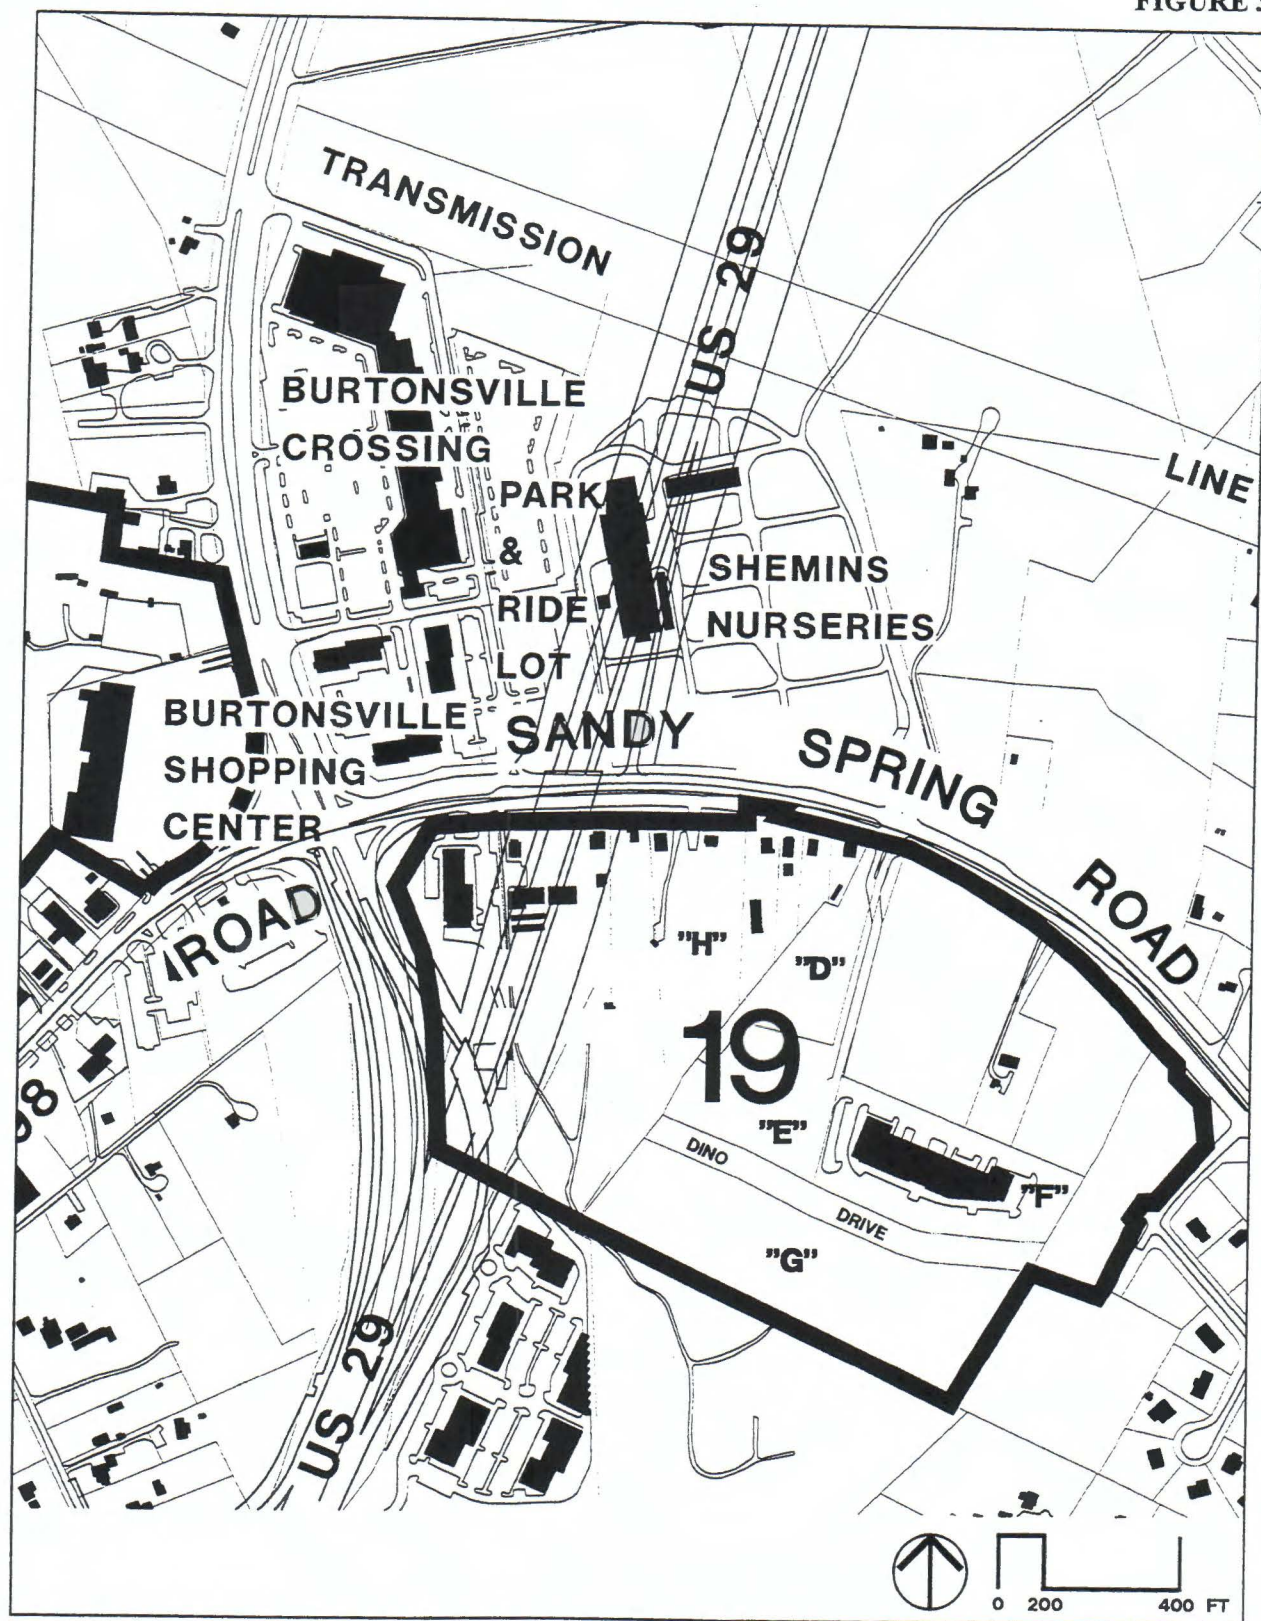 TRANSMISSION
US 29
BURTONSVILLE
CROSSING
LINE
PARK
&
RIDE
LOT
SHEMINS
NURSERIES
BURTONSVILLE
SHOPPING
CENTER
SANDY
SPRING
ROAD
ROAD
"H"
"D"
19
"E"
DINO
DRIVE
"F"
"G"
US 29
0 200 400 FT